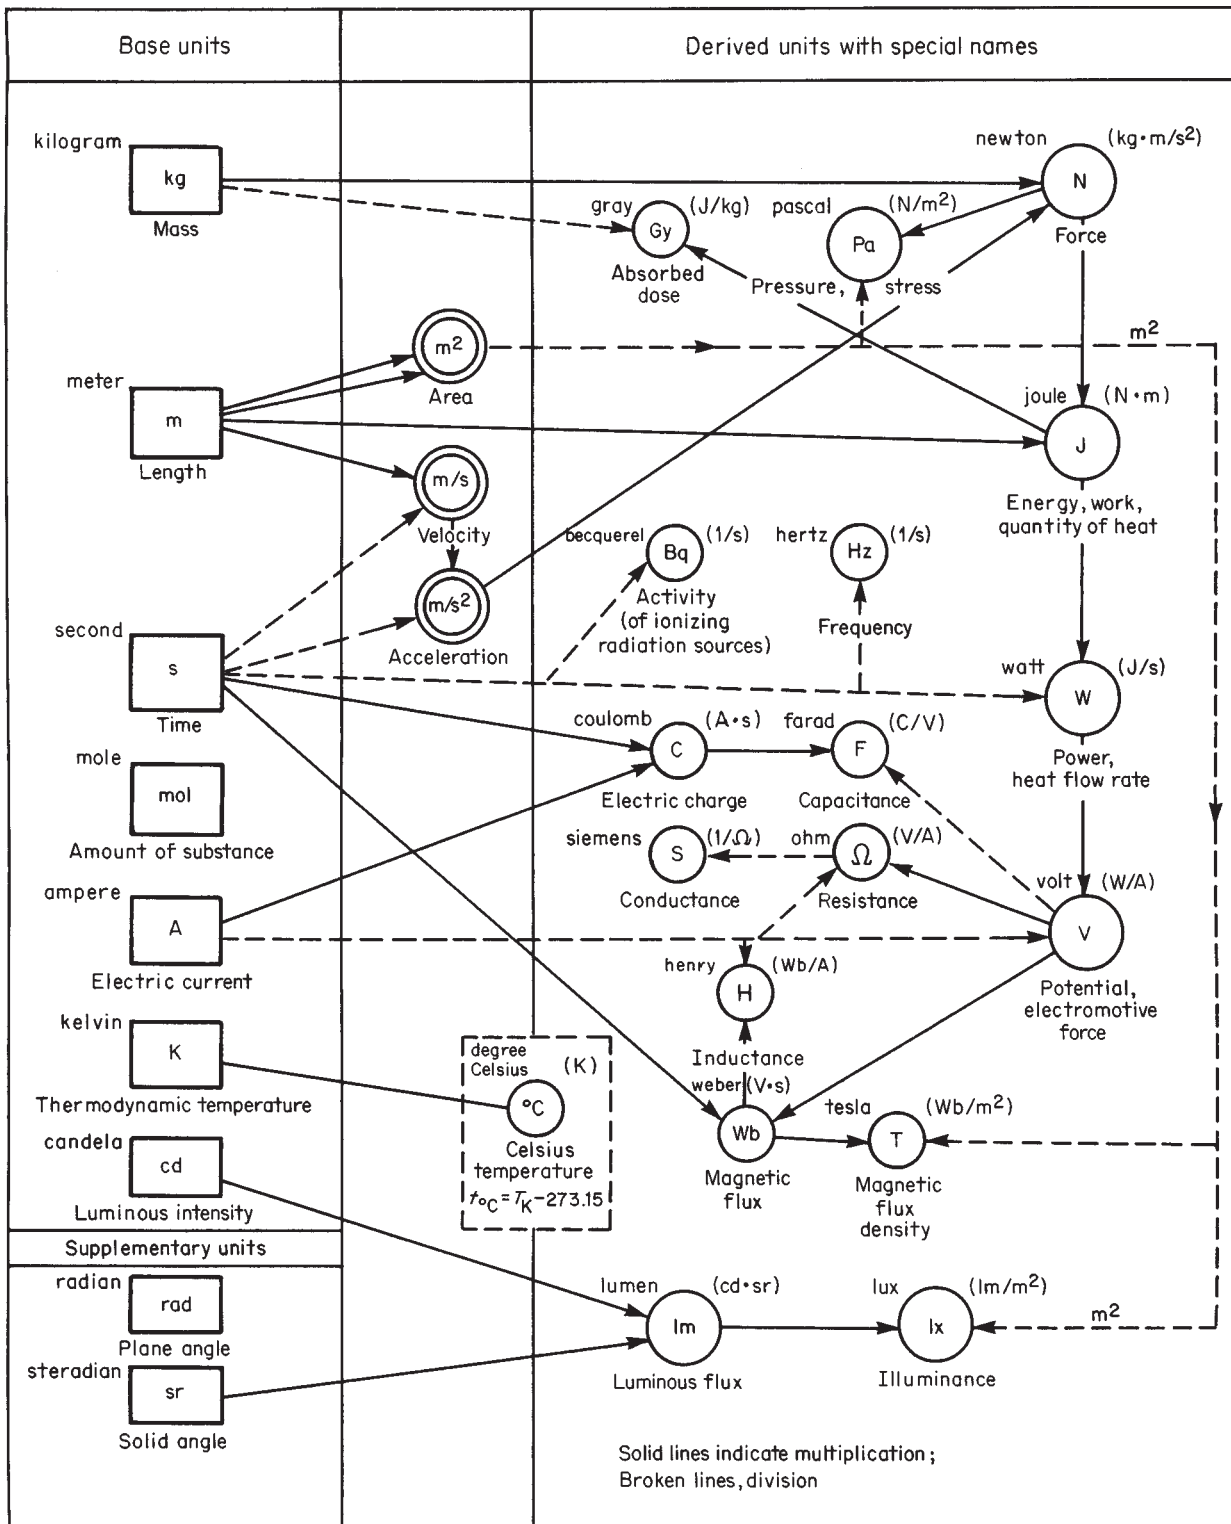 Base units
Derived units with special names
kilogram
kg
Mass
newton (kg•m/s²)
N
Force
gray (J/kg)
Gy
Absorbed
dose
pascal (N/m²)
Pa
Pressure, stress
m²
Area
m²
meter
m
Length
joule (N•m)
J
Energy, work,
quantity of heat
m/s
Velocity
becquerel (1/s)
Bq
Activity
(of ionizing
radiation sources)
hertz (1/s)
Hz
Frequency
m/s²
Acceleration
second
s
Time
watt (J/s)
W
Power,
heat flow rate
coulomb (A•s)
C
Electric charge
farad (C/V)
F
Capacitance
mole
mol
Amount of substance
siemens (1/Ω)
S
Conductance
ohm (V/A)
Ω
Resistance
volt (W/A)
V
Potential,
electromotive
force
ampere
A
Electric current
henry (Wb/A)
H
Inductance
kelvin
K
Thermodynamic temperature
degree
Celsius (K)
°C
Celsius
temperature
t°C = TK−273.15
weber (V•s)
Wb
Magnetic
flux
tesla (Wb/m²)
T
Magnetic
flux
density
candela
cd
Luminous intensity
Supplementary units
radian
rad
Plane angle
lumen (cd•sr)
lm
Luminous flux
lux (lm/m²)
lx
Illuminance
m²
steradian
sr
Solid angle
Solid lines indicate multiplication;
Broken lines, division